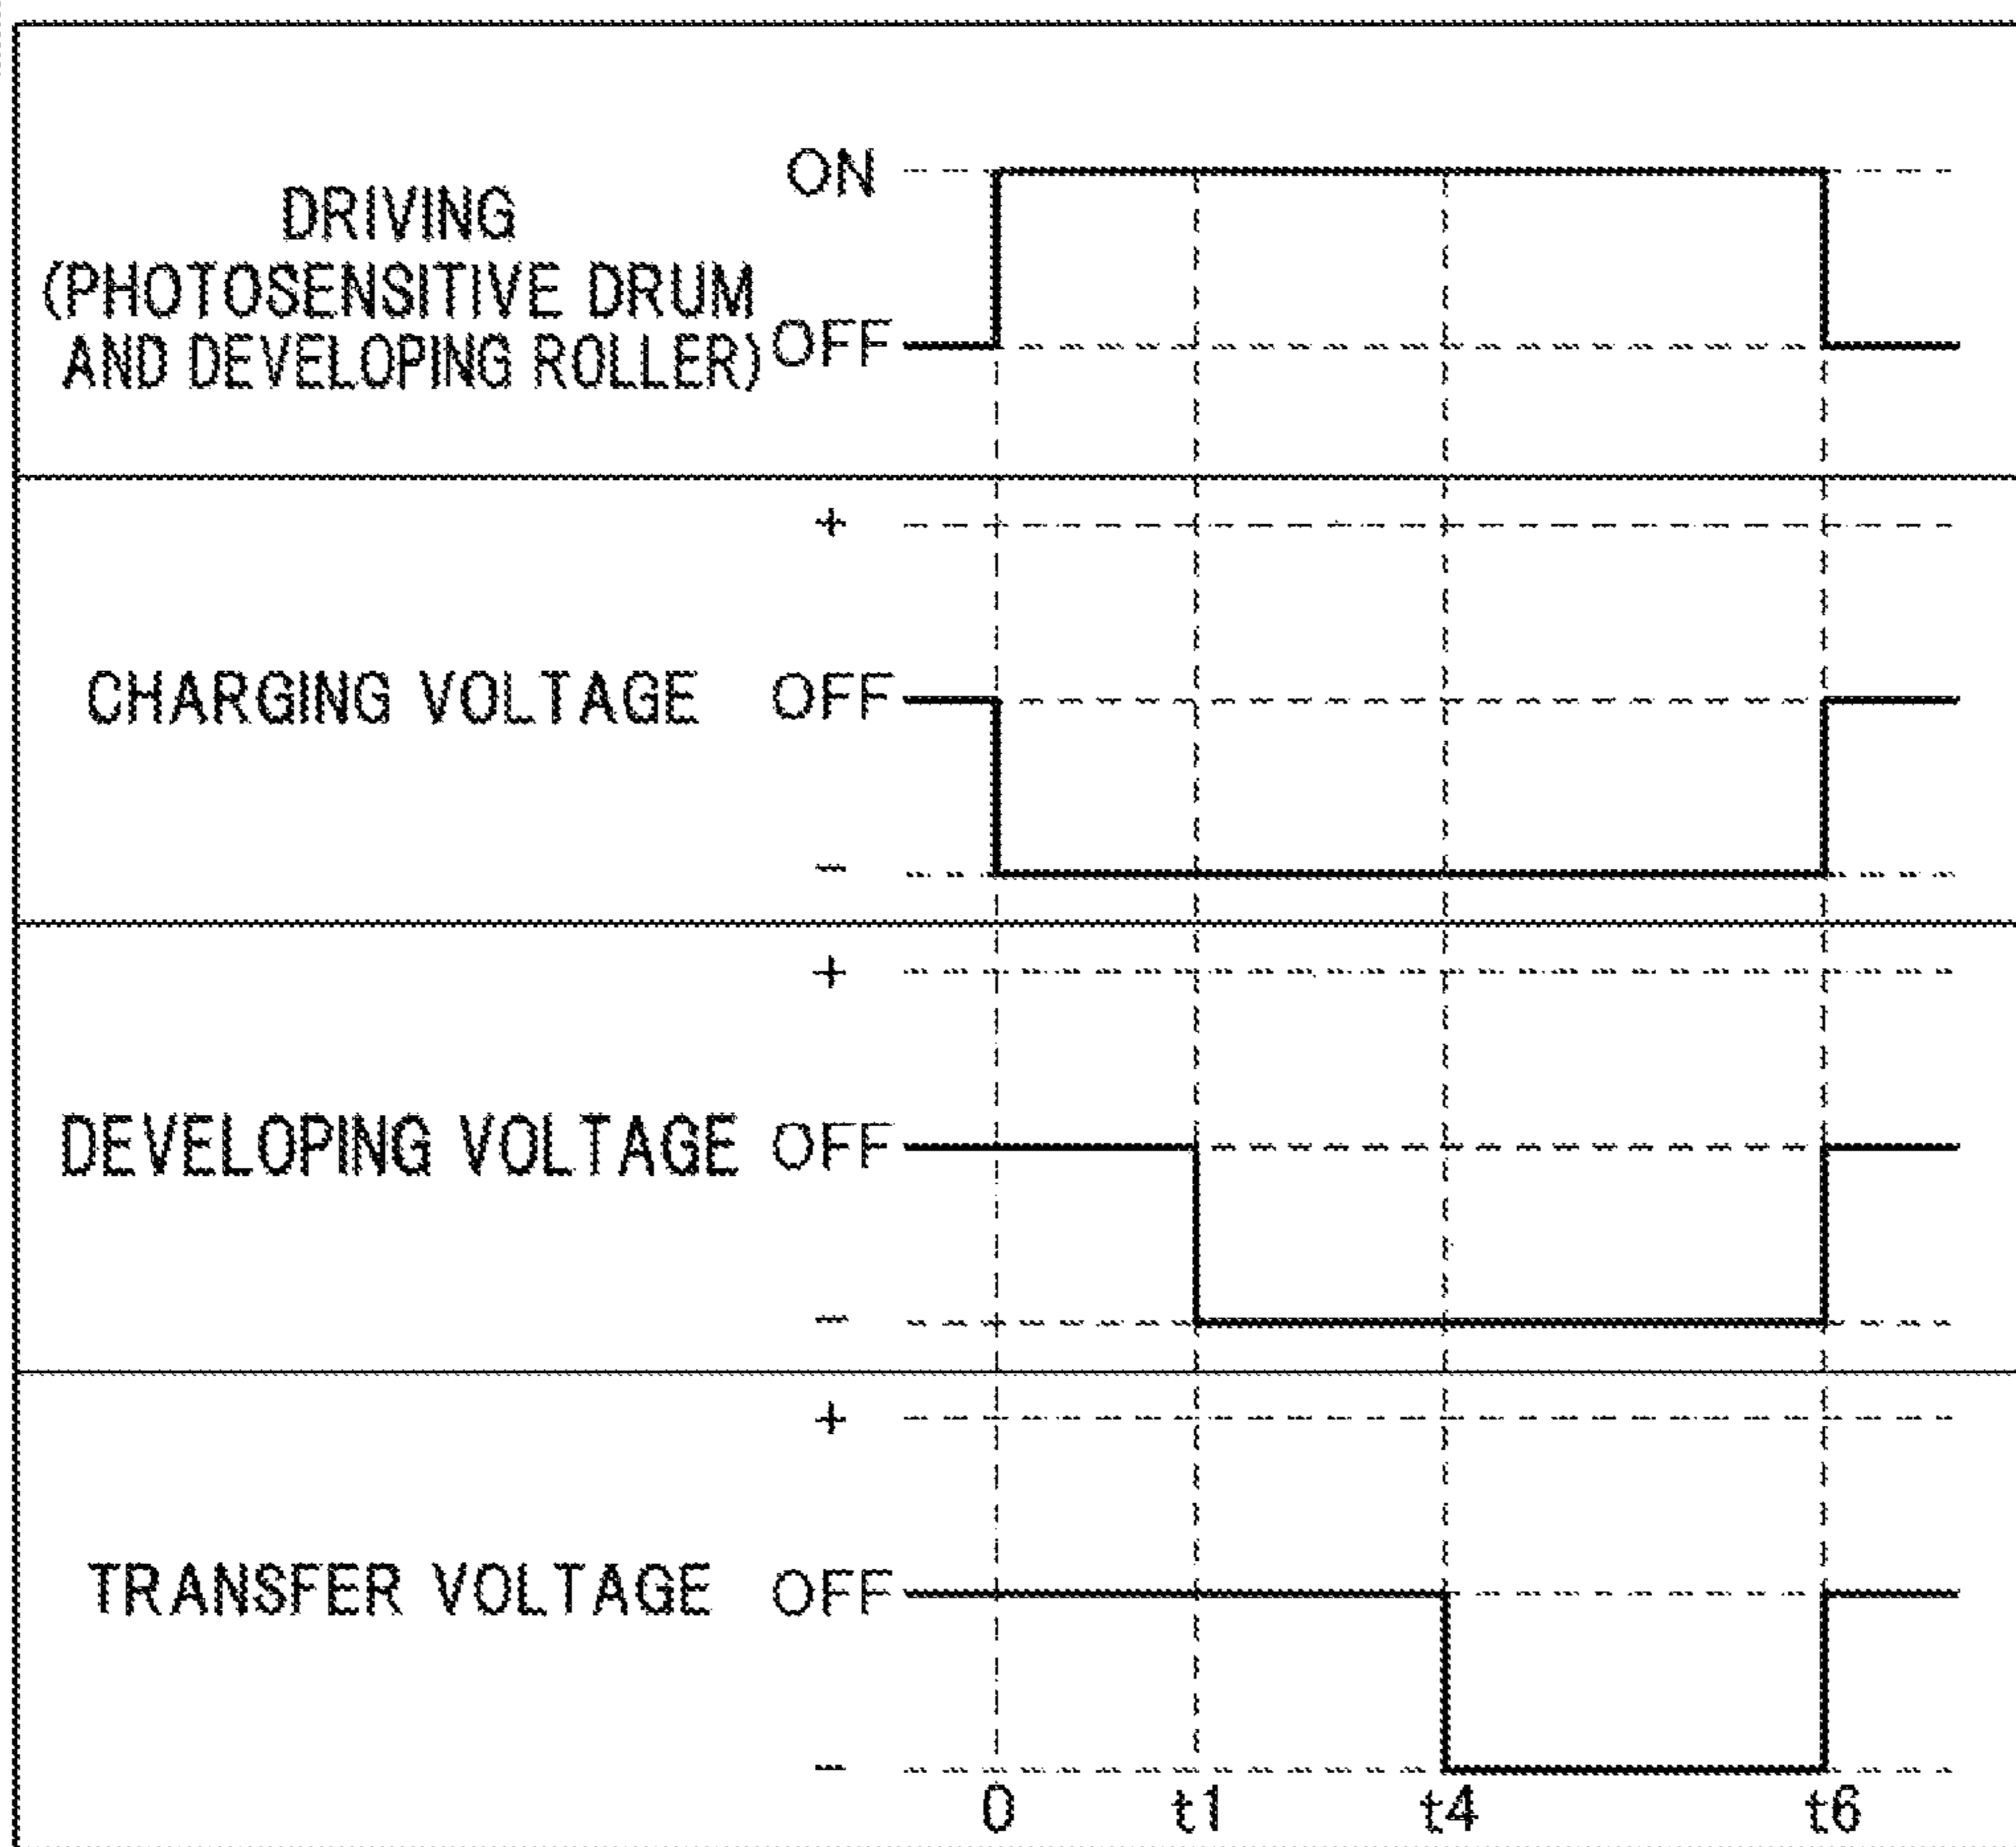 DRIVING
(PHOTOSENSITIVE DRUM
AND DEVELOPING ROLLER)
ON
OFF
CHARGING VOLTAGE
+
OFF
-
DEVELOPING VOLTAGE
+
OFF
-
TRANSFER VOLTAGE
+
OFF
-
0 t1 t4 t6